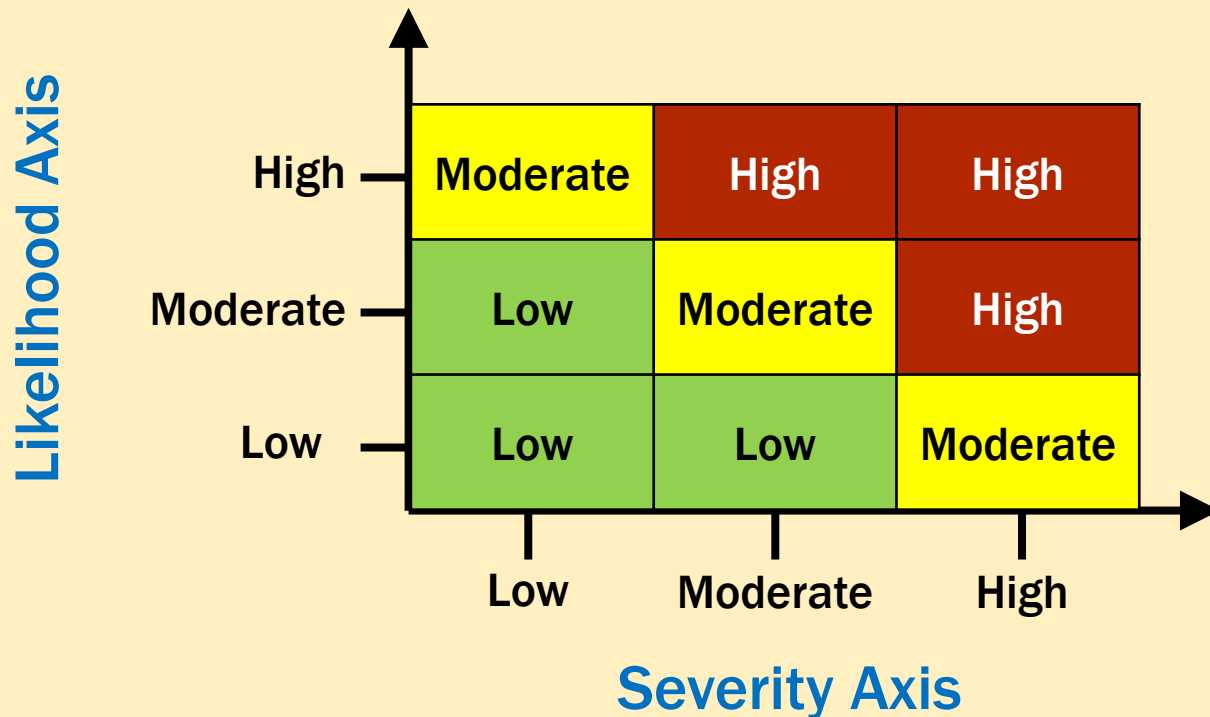 Likelihood Axis
High Moderate High High
Moderate Low Moderate High
Low Low Low Moderate
Low Moderate High
Severity Axis